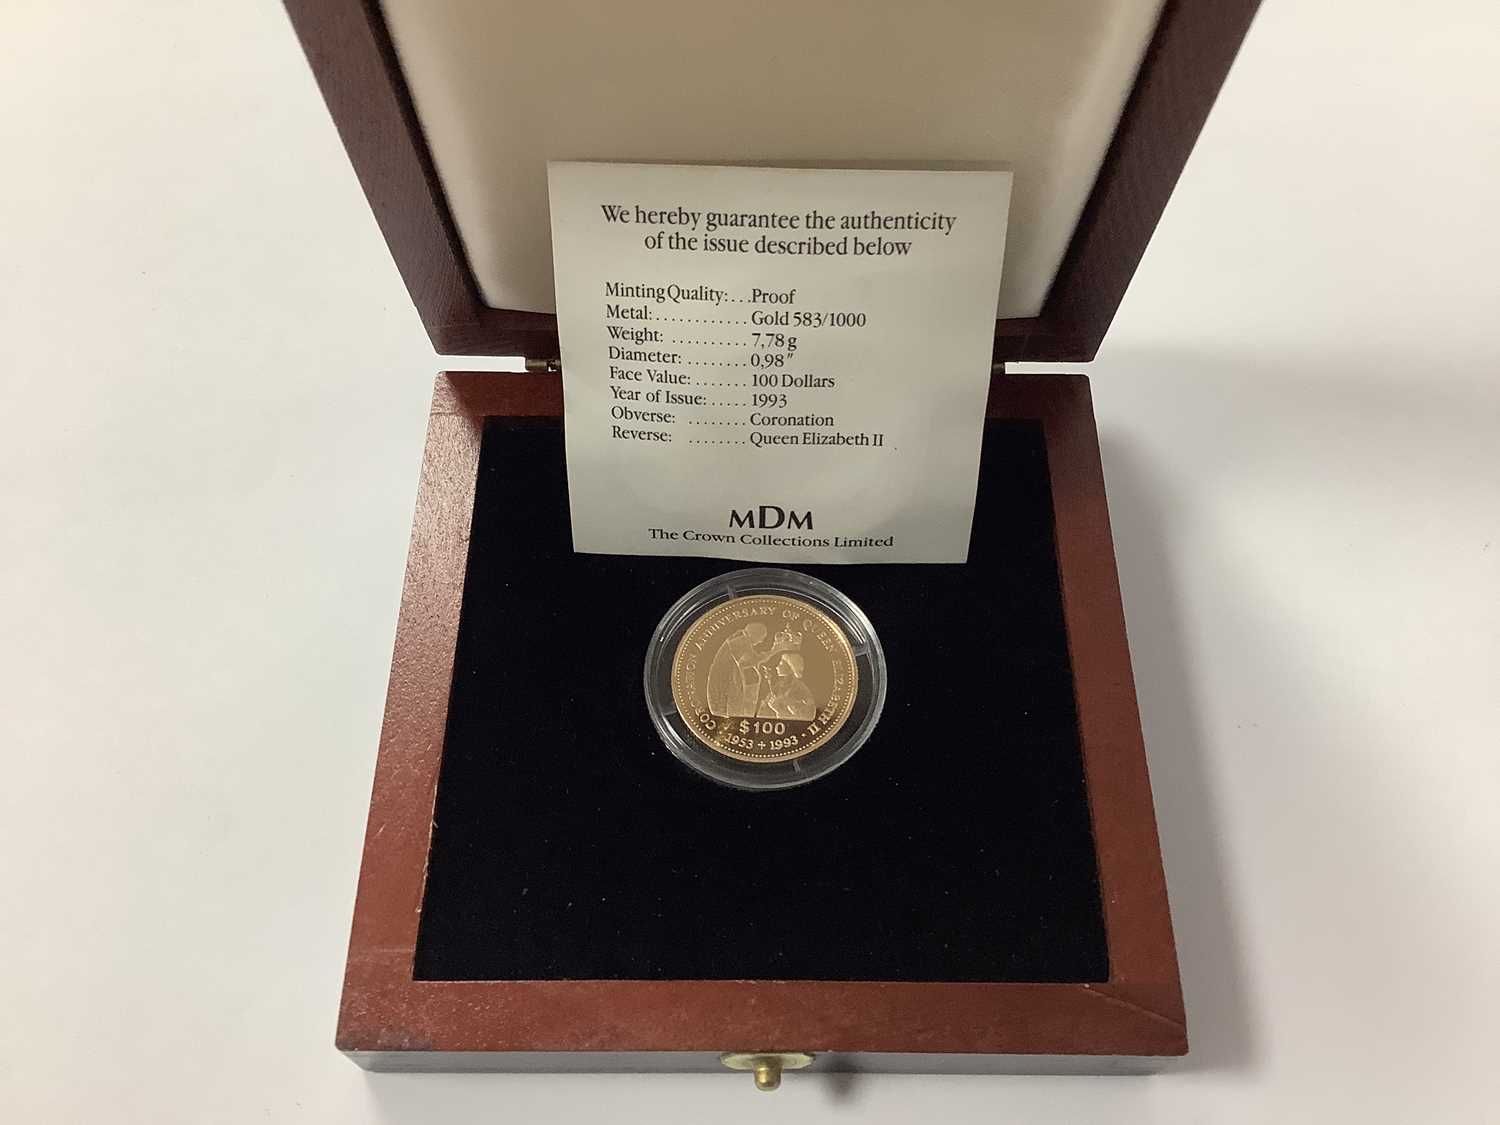 We hereby guarantee the authenticity
of the issue described below
Minting Quality:...Proof
Metal:............Gold 583/1000
Weight: ..........7,78 g
Diameter: ........0,98"
Face Value: .......100 Dollars
Year of Issue: .....1993
Obverse: ........Coronation
Reverse: ........Queen Elizabeth II
MDM
The Crown Collections Limited
CORONATION ANNIVERSARY OF QUEEN ELIZABETH II
$100
1953 + 1993